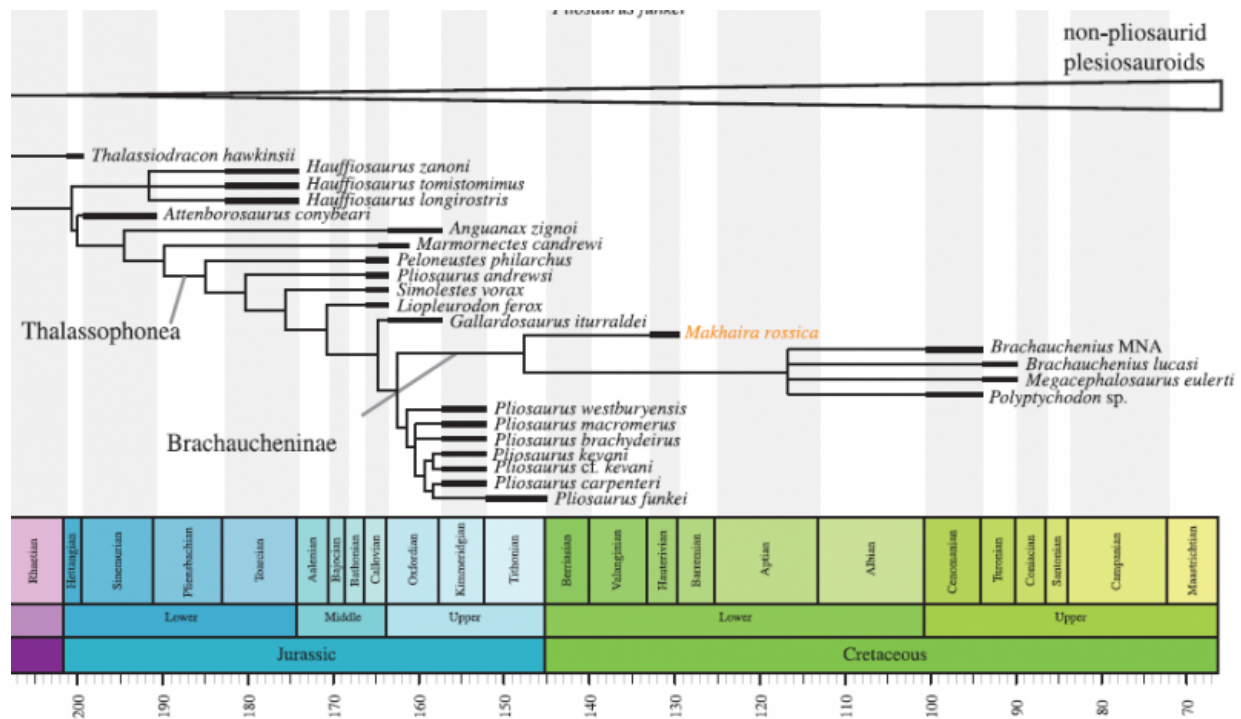 Pliosaurus funkei
non-pliosaurid
plesiosauroids
Thalassiodracon hawkinsii
Hauffiosaurus zanoni
Hauffiosaurus tomistomimus
Hauffiosaurus longirostris
Attenborosaurus conybeari
Anguanax zignoi
Marmornectes candrewi
Peloneustes philarchus
Pliosaurus andrewsi
Simolestes vorax
Liopleurodon ferox
Gallardosaurus iturraldei
Thalassophonea
Makhaira rossica
Brachauchenius MNA
Brachauchenius lucasi
Megacephalosaurus eulerti
Polyptychodon sp.
Brachaucheninae
Pliosaurus westburyensis
Pliosaurus macromerus
Pliosaurus brachydeirus
Pliosaurus kevani
Pliosaurus cf. kevani
Pliosaurus carpenteri
Pliosaurus funkei
Rhaetian Hettangian Sinemurian Pliensbachian Toarcian Aalenian Bajocian Bathonian Callovian Oxfordian Kimmeridgian Tithonian Berriasian Valanginian Hauterivian Barremian Aptian Albian Cenomanian Turonian Coniacian Santonian Campanian Maastrichtian
Lower Middle Upper Lower Upper
Jurassic Cretaceous
200 190 180 170 160 150 140 130 120 110 100 90 80 70